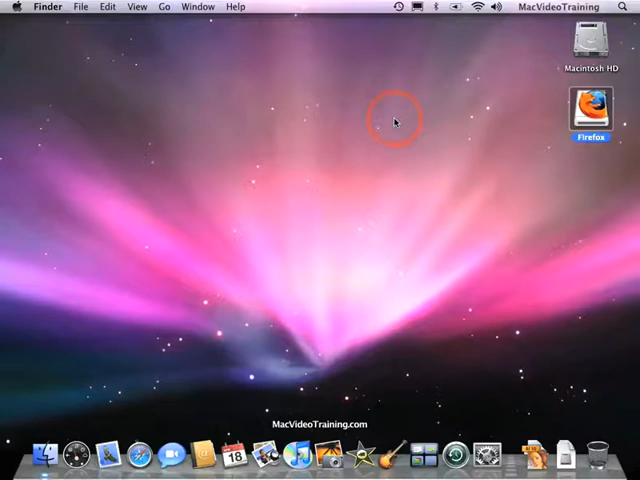 Finder File Edit View Go Window Help MacVideoTraining
Macintosh HD
Firefox
MacVideoTraining.com
18